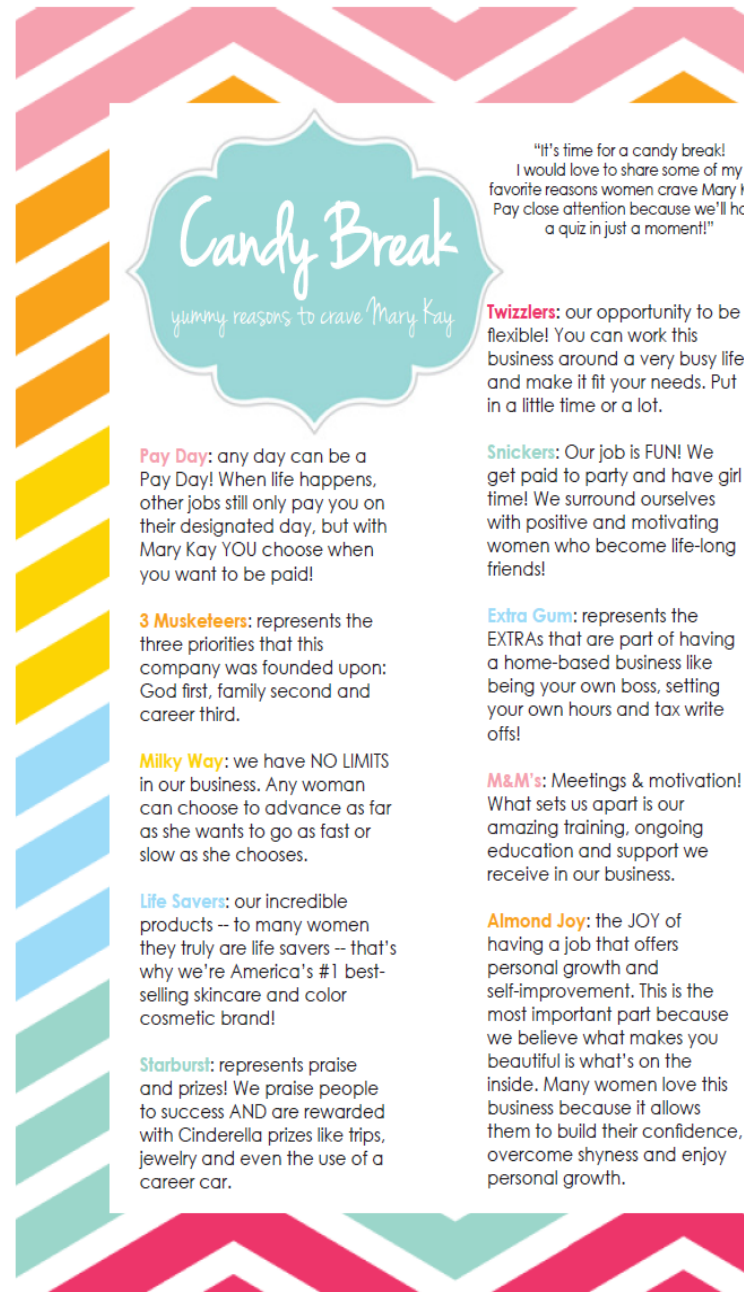 Candy Break
yummy reasons to crave Mary Kay
"It's time for a candy break!
I would love to share some of my
favorite reasons women crave Mary
Pay close attention because we'll
a quiz in just a moment!"
Pay Day: any day can be a
Pay Day! When life happens,
other jobs still only pay you on
their designated day, but with
Mary Kay YOU choose when
you want to be paid!
3 Musketeers: represents the
three priorities that this
company was founded upon:
God first, family second and
career third.
Milky Way: we have NO LIMITS
in our business. Any woman
can choose to advance as far
as she wants to go as fast or
slow as she chooses.
Life Savers: our incredible
products -- to many women
they truly are life savers -- that's
why we're America's #1 best-
selling skincare and color
cosmetic brand!
Starburst: represents praise
and prizes! We praise people
to success AND are rewarded
with Cinderella prizes like trips,
jewelry and even the use of a
career car.
Twizzlers: our opportunity to be
flexible! You can work this
business around a very busy life
and make it fit your needs. Put
in a little time or a lot.
Snickers: Our job is FUN! We
get paid to party and have girl
time! We surround ourselves
with positive and motivating
women who become life-long
friends!
Extra Gum: represents the
EXTRAs that are part of having
a home-based business like
being your own boss, setting
your own hours and tax write
offs!
M&M's: Meetings & motivation!
What sets us apart is our
amazing training, ongoing
education and support we
receive in our business.
Almond Joy: the JOY of
having a job that offers
personal growth and
self-improvement. This is the
most important part because
we believe what makes you
beautiful is what's on the
inside. Many women love this
business because it allows
them to build their confidence,
overcome shyness and enjoy
personal growth.